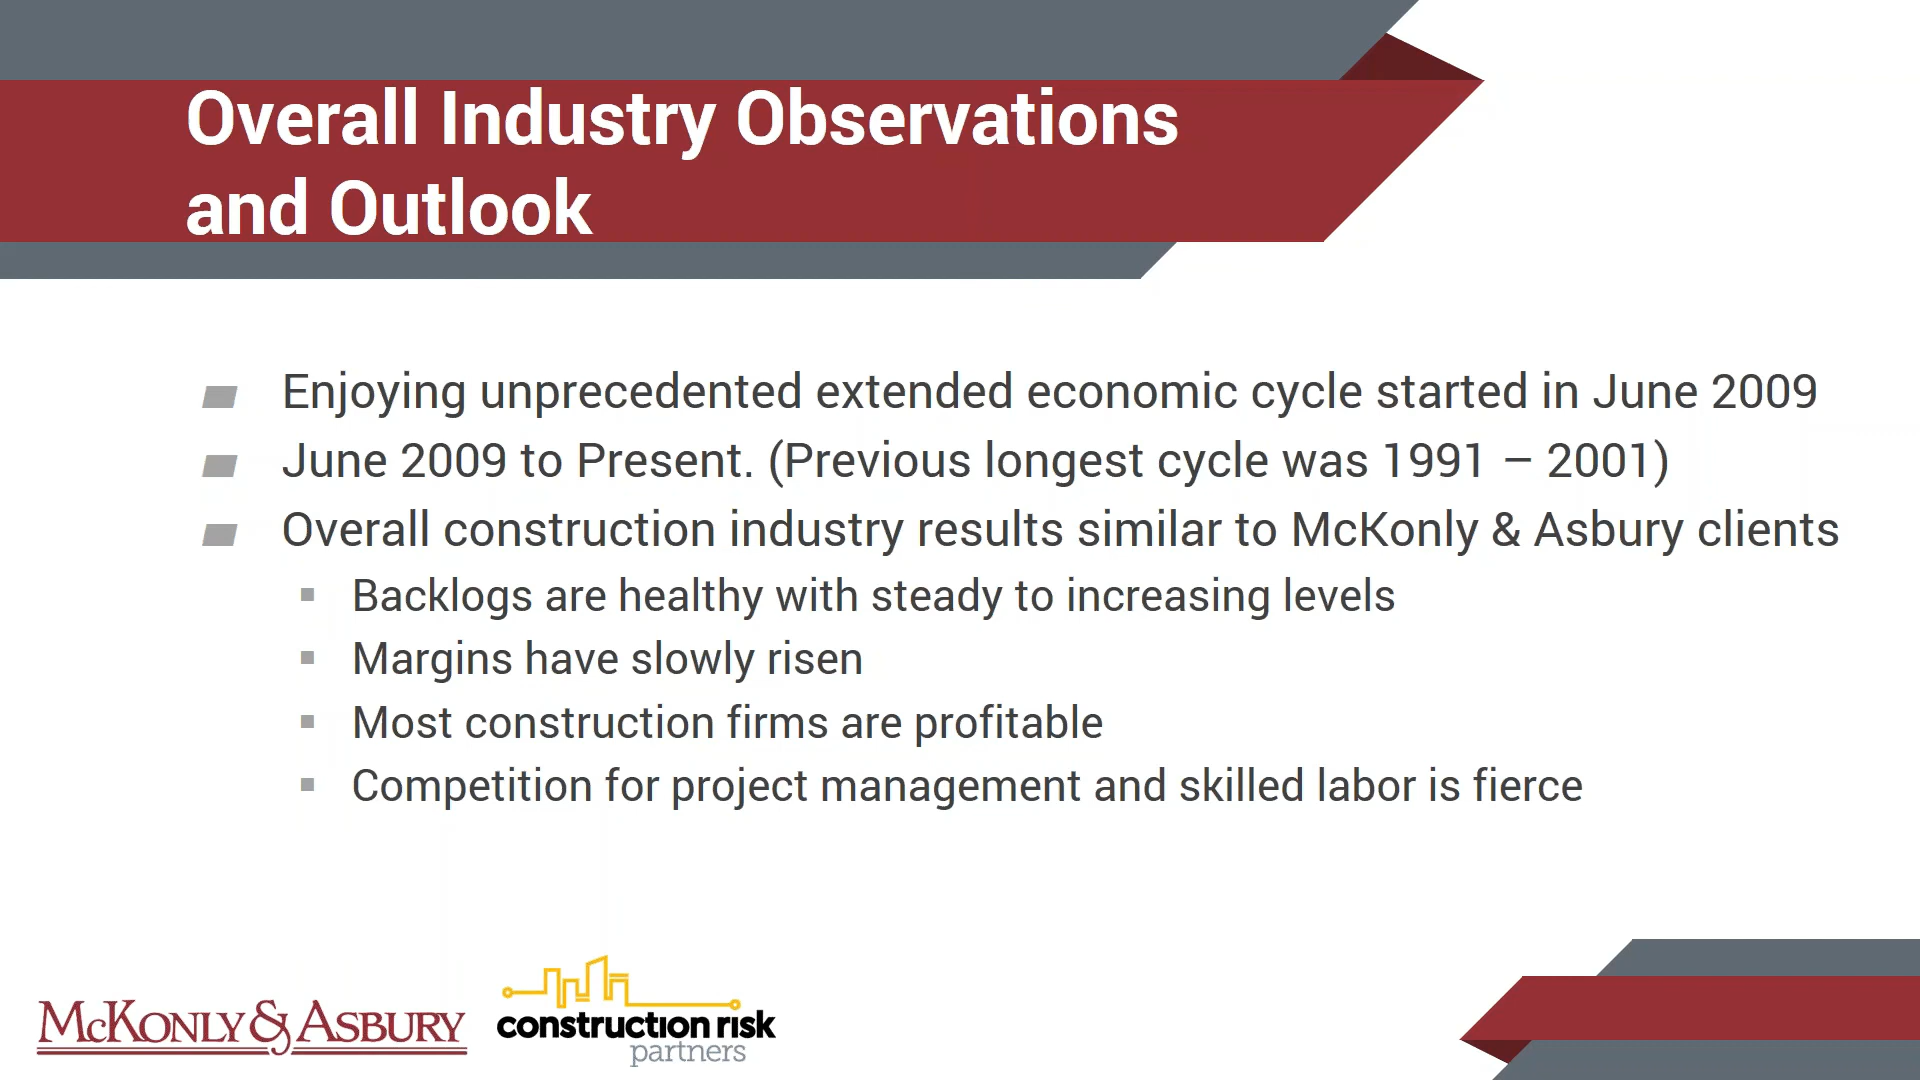 Overall Industry Observations
and Outlook
Enjoying unprecedented extended economic cycle started in June 2009
June 2009 to Present. (Previous longest cycle was 1991 – 2001)
Overall construction industry results similar to McKonly & Asbury clients
Backlogs are healthy with steady to increasing levels
Margins have slowly risen
Most construction firms are profitable
Competition for project management and skilled labor is fierce
McKonly & Asbury
construction risk
partners